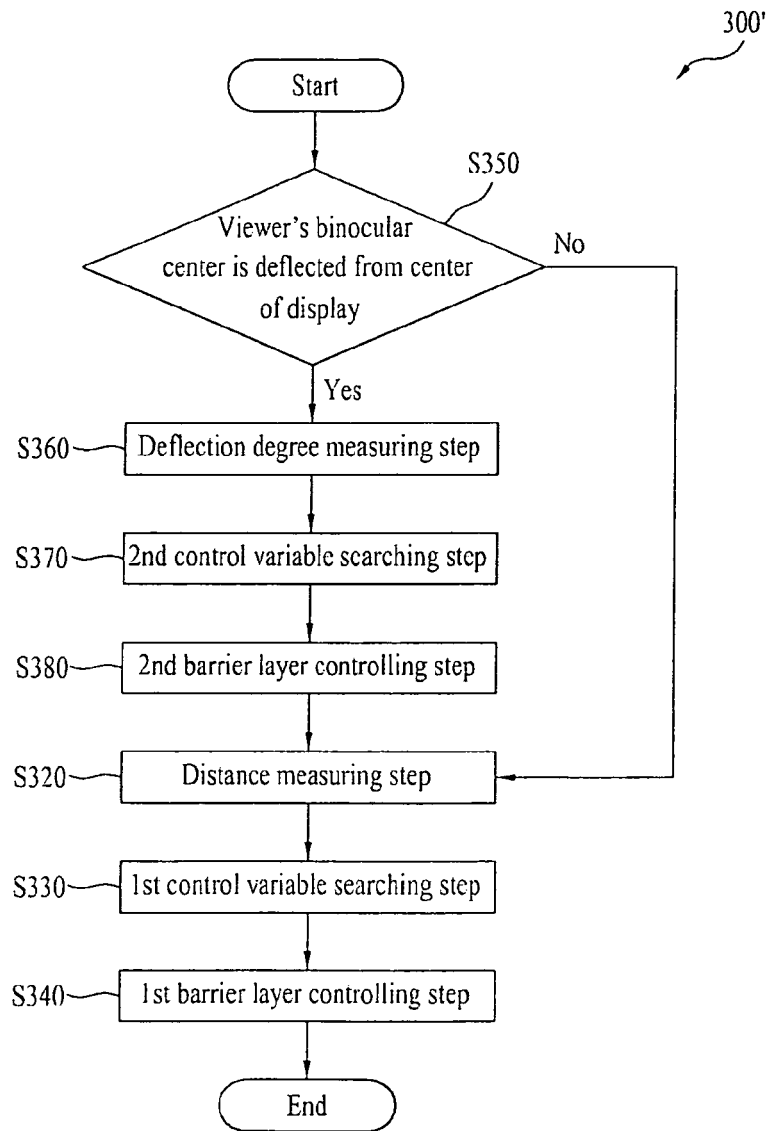 300'
Start
S350
Viewer's binocular
center is deflected from center
of display
No
Yes
S360
Deflection degree measuring step
S370
2nd control variable searching step
S380
2nd barrier layer controlling step
S320
Distance measuring step
S330
1st control variable searching step
S340
1st barrier layer controlling step
End